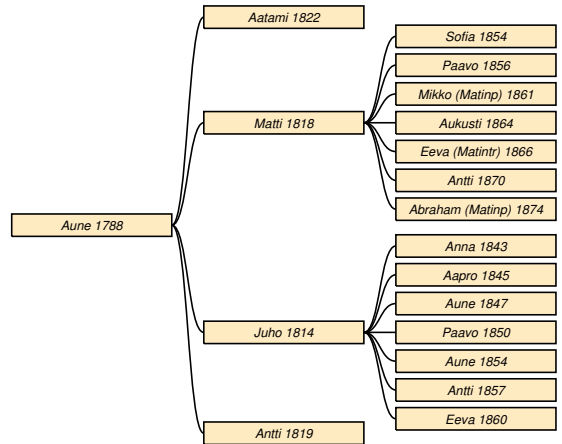 Aune 1788
Aatami 1822
Matti 1818
Sofia 1854
Paavo 1856
Mikko (Matinp) 1861
Aukusti 1864
Eeva (Matintr) 1866
Antti 1870
Abraham (Matinp) 1874
Juho 1814
Anna 1843
Aapro 1845
Aune 1847
Paavo 1850
Aune 1854
Antti 1857
Eeva 1860
Antti 1819